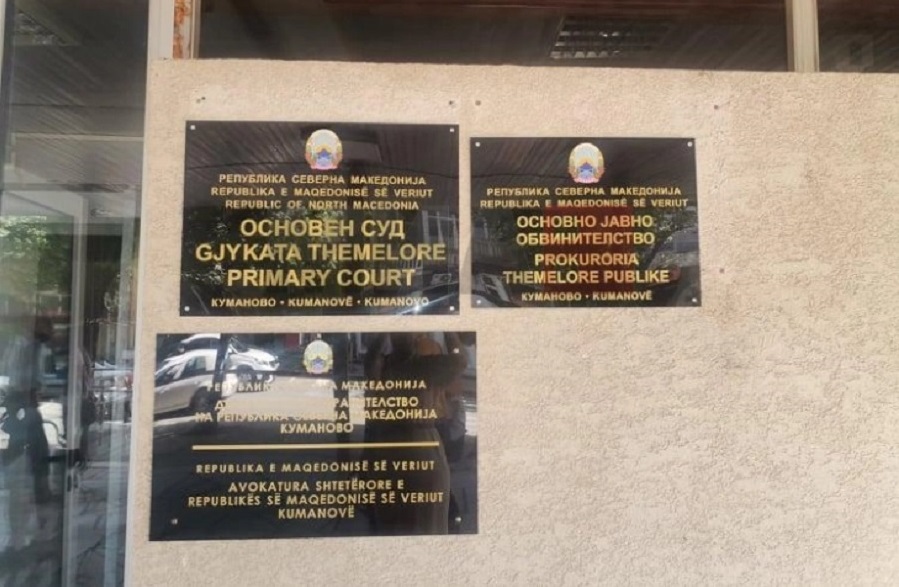 РЕПУБЛИКА СЕВЕРНА МАКЕДОНИЈА
REPUBLIKA E MAQEDONISË SË VERIUT
REPUBLIC OF NORTH MACEDONIA
ОСНОВЕН СУД
GJYKATA THEMELORE
PRIMARY COURT
КУМАНОВО • KUMANOVË • KUMANOVO
РЕПУБЛИКА СЕВЕРНА МАКЕДОНИЈА
REPUBLIKA E MAQEDONISË SË VERIUT
ОСНОВНО ЈАВНО
ОБВИНИТЕЛСТВО
PROKURORIA
THEMELORE PUBLIKE
КУМАНОВО • KUMANOVË
РЕПУБЛИКА МАКЕДОНИЈА
НА РЕПУБЛИКА СЕВЕРНА МАКЕДОНИЈА
КУМАНОВО
REPUBLIKA E MAQEDONISË SË VERIUT
AVOKATURA SHTETËRORE E
REPUBLIKËS SË MAQEDONISË SË VERIUT
KUMANOVË